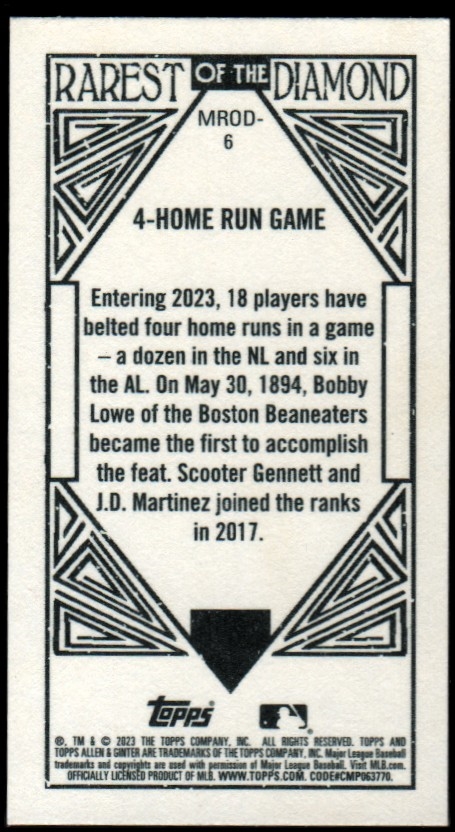 RAREST OF THE DIAMOND
MROD-
6
4-HOME RUN GAME
Entering 2023, 18 players have
belted four home runs in a game
– a dozen in the NL and six in
the AL. On May 30, 1894, Bobby
Lowe of the Boston Beaneaters
became the first to accomplish
the feat. Scooter Gennett and
J.D. Martinez joined the ranks
in 2017.
topps®
®, TM & © 2023 THE TOPPS COMPANY, INC. ALL RIGHTS RESERVED. TOPPS AND
TOPPS ALLEN & GINTER ARE TRADEMARKS OF THE TOPPS COMPANY, INC. Major League Baseball
trademarks and copyrights are used with permission of Major League Baseball. Visit MLB.com.
OFFICIALLY LICENSED PRODUCT OF MLB. WWW.TOPPS.COM. CODE#CMP063770.